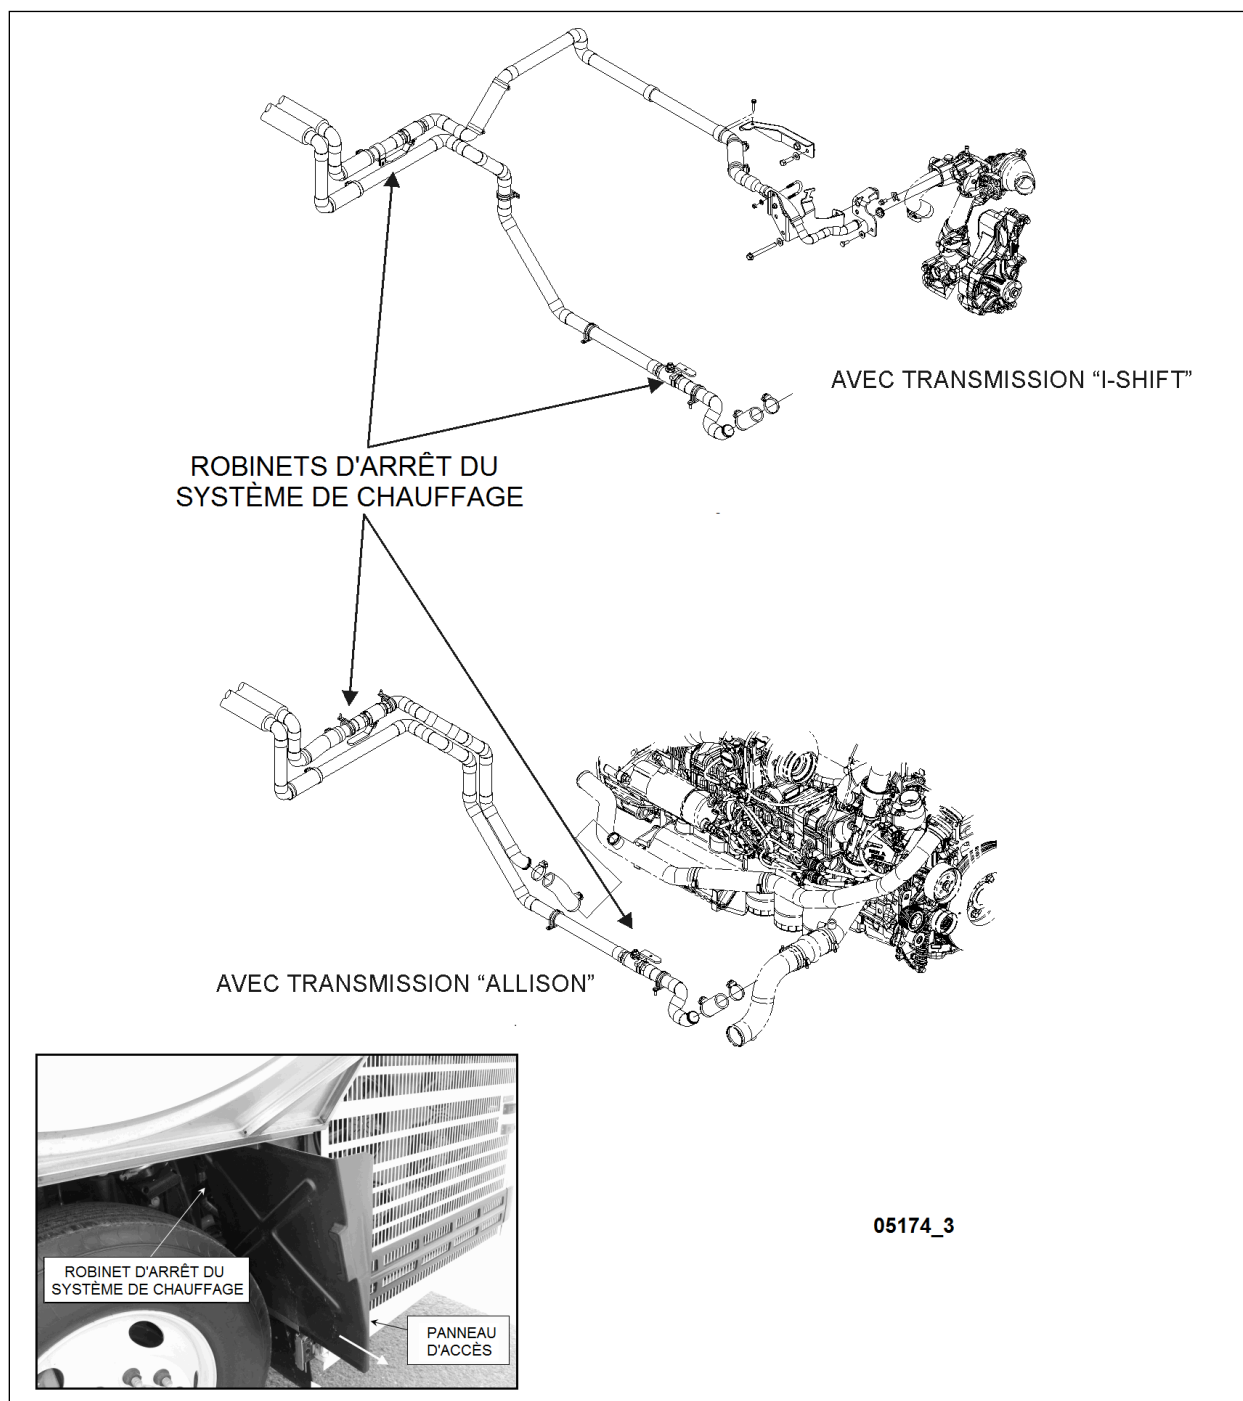 AVEC TRANSMISSION “I-SHIFT”
ROBINETS D'ARRÊT DU
SYSTÈME DE CHAUFFAGE
AVEC TRANSMISSION “ALLISON”
05174_3
ROBINET D'ARRÊT DU
SYSTÈME DE CHAUFFAGE
PANNEAU
D'ACCÈS